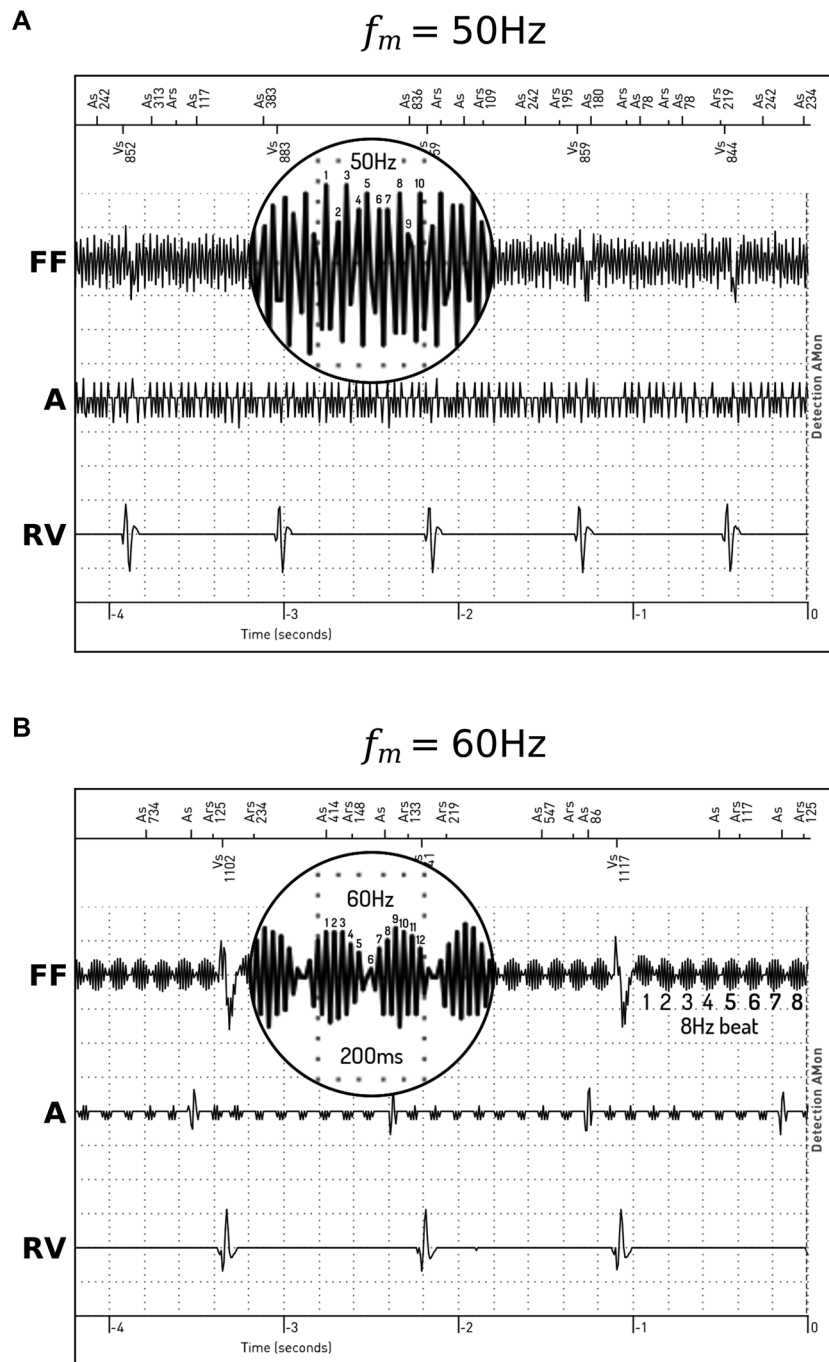 A
fm = 50Hz
As 242
As 313
Ars
As 117
As 383
As 836
Ars
As
Ars 109
As 242
Ars 195
As 180
Ars
As 78
Ars
As 78
Ars 219
As 242
As 234
Vs 852
Vs 883
Vs 859
Vs 844
50Hz
1 2 3 4 5 6 7 8 9 10
FF
A
RV
Detection AMon
-4 -3 -2 -1 0
Time (seconds)
B
fm = 60Hz
As 734
As
Ars 125
Ars 234
As 414
Ars 148
As
Ars 133
Ars 219
As 547
Ars
As 86
As
Ars 117
As
Ars 125
Vs 1102
Vs 1117
60Hz
1 2 3 4 5 6 7 8 9 10 11 12
200ms
FF
1 2 3 4 5 6 7 8
8Hz beat
A
RV
Detection AMon
-4 -3 -2 -1 0
Time (seconds)